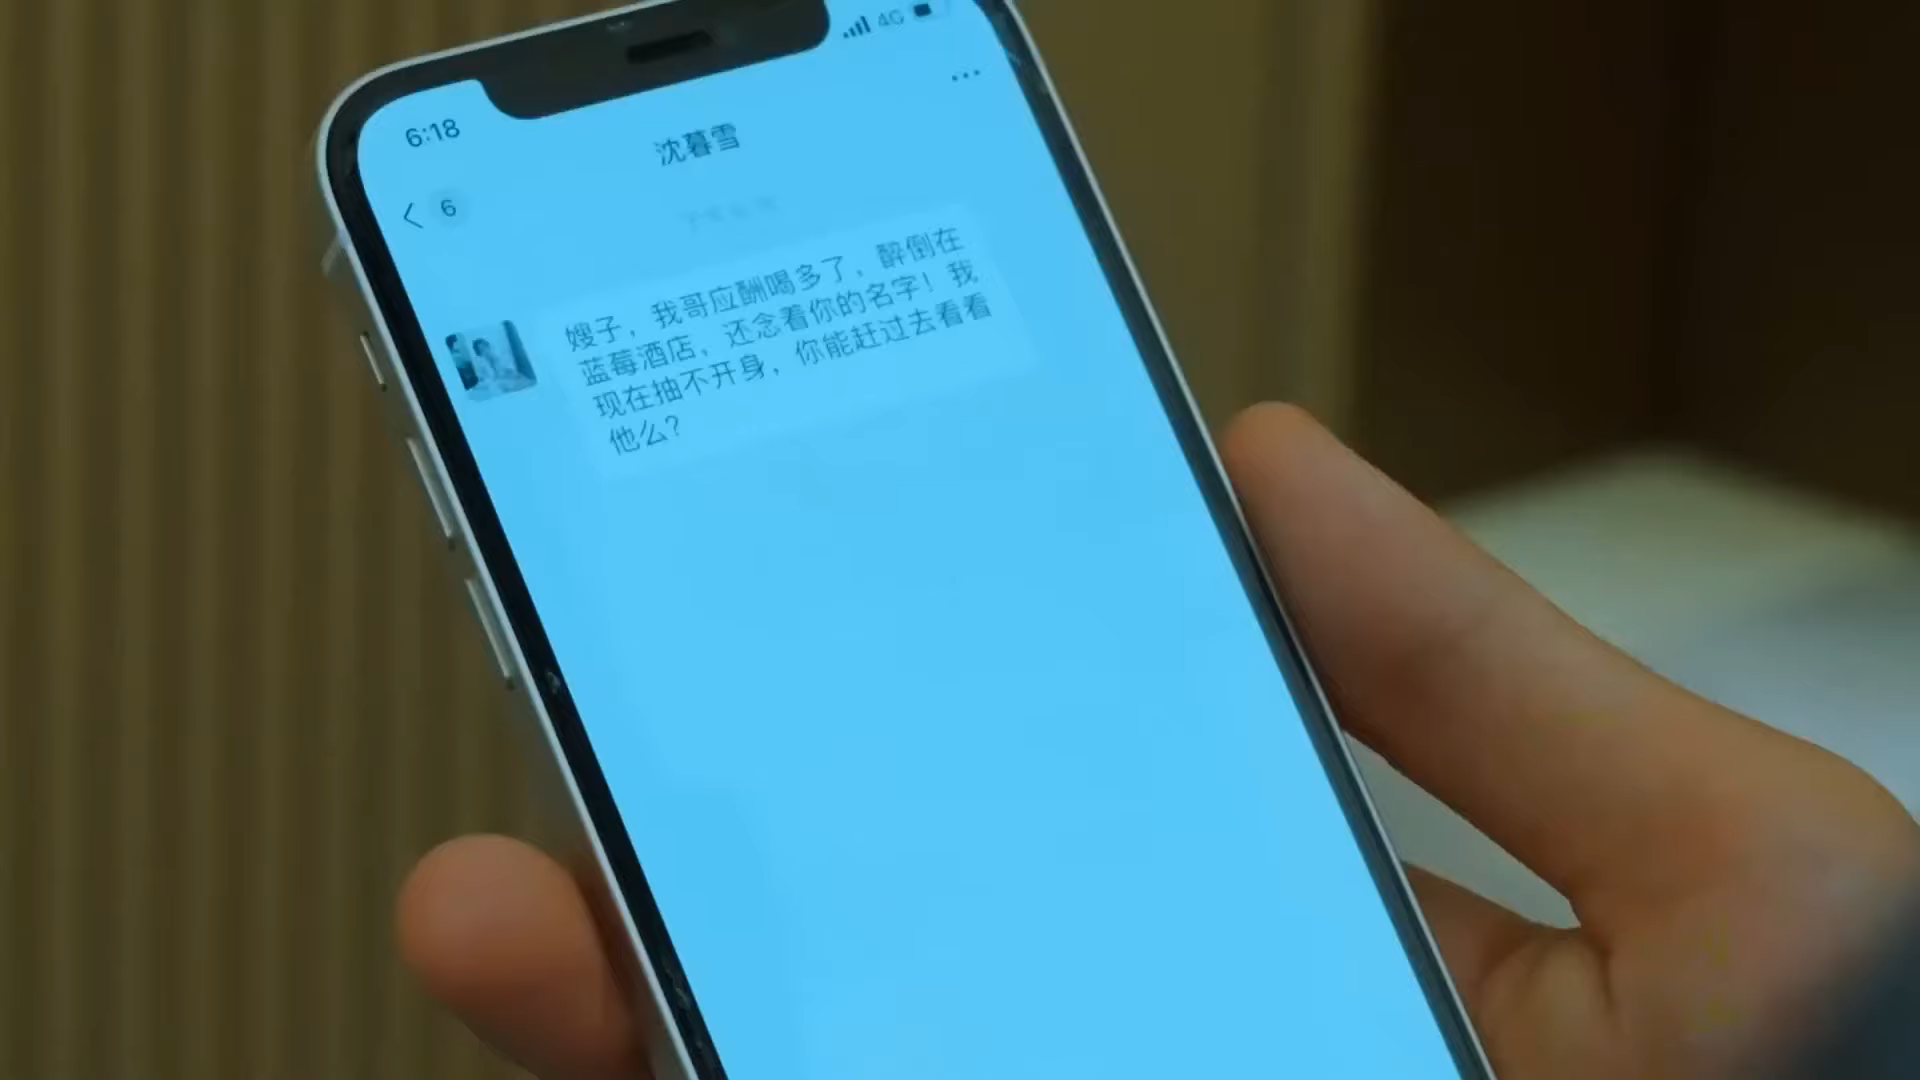 4G
6:18
沈暮雪
6
嫂子，我哥应酬喝多了，醉倒在
蓝莓酒店，还念着你的名字！我
现在抽不开身，你能赶过去看看
他么？